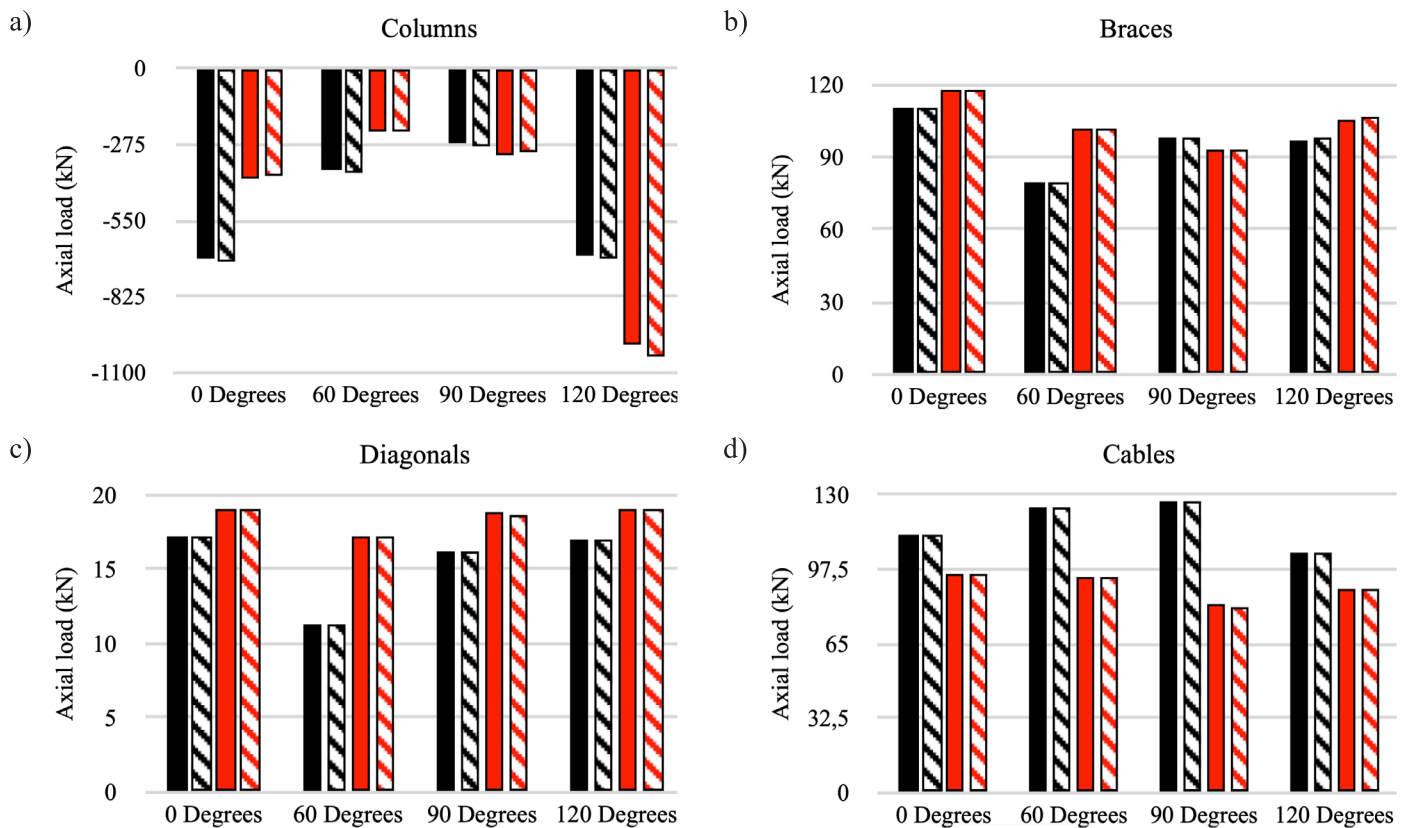 a)
Columns
0
-275
-550
-825
-1100
Axial load (kN)
0 Degrees
60 Degrees
90 Degrees
120 Degrees
b)
Braces
120
90
60
30
0
Axial load (kN)
0 Degrees
60 Degrees
90 Degrees
120 Degrees
c)
Diagonals
20
15
10
5
0
Axial load (kN)
0 Degrees
60 Degrees
90 Degrees
120 Degrees
d)
Cables
130
97,5
65
32,5
0
Axial load (kN)
0 Degrees
60 Degrees
90 Degrees
120 Degrees